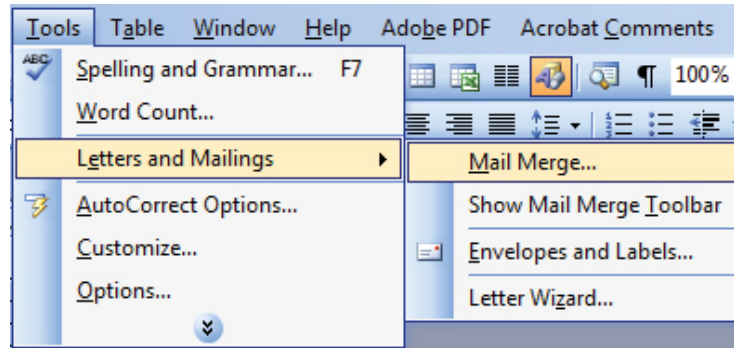 Tools Table Window Help Adobe PDF Acrobat Comments
ABC Spelling and Grammar... F7
100%
Word Count...
Letters and Mailings
Mail Merge...
AutoCorrect Options...
Show Mail Merge Toolbar
Customize...
Envelopes and Labels...
Options...
Letter Wizard...